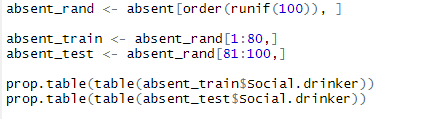 absent_rand <- absent[order(runif(100)), ]
absent_train <- absent_rand[1:80,]
absent_test <- absent_rand[81:100,]
prop.table(table(absent_train$Social.drinker))
prop.table(table(absent_test$Social.drinker))